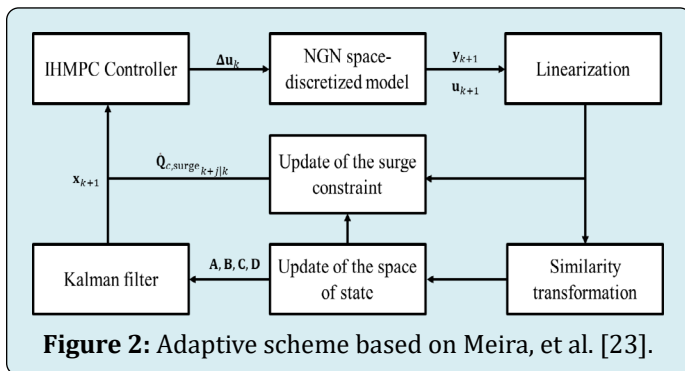 IHMPC Controller
Δu_k
NGN space-
discretized model
y_{k+1}
u_{k+1}
Linearization
x_{k+1}
Q̇_{c,surge_{k+j|k}}
Update of the surge
constraint
Kalman filter
A, B, C, D
Update of the space
of state
Similarity
transformation
Figure 2: Adaptive scheme based on Meira, et al. [23].